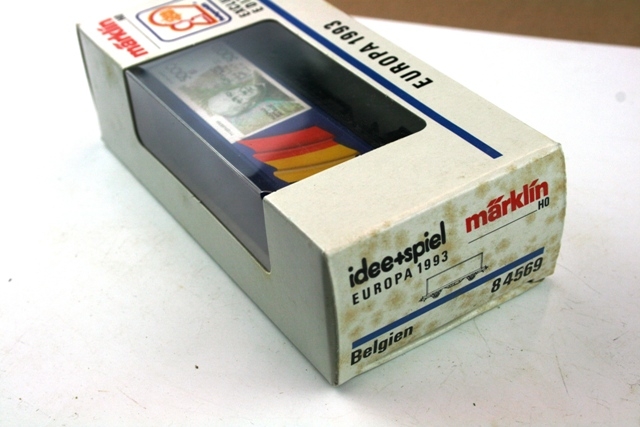 märklin
HO
EUROPA 1993
idee+spiel
EUROPA 1993
märklin
HO
Belgien
84569